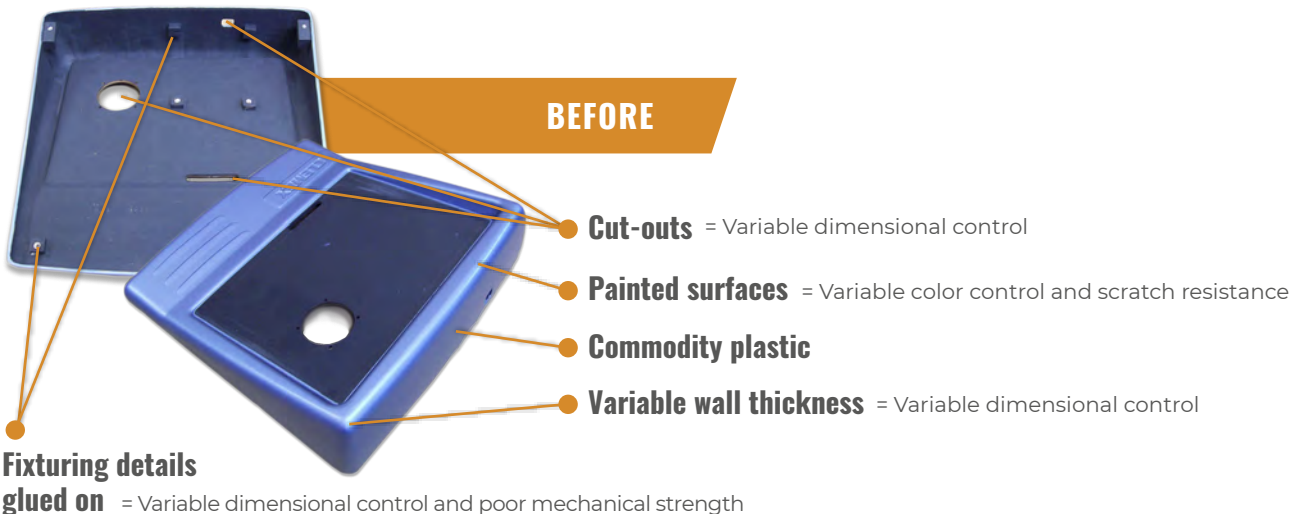 BEFORE
Cut-outs = Variable dimensional control
Painted surfaces = Variable color control and scratch resistance
Commodity plastic
Variable wall thickness = Variable dimensional control
Fixturing details
glued on = Variable dimensional control and poor mechanical strength